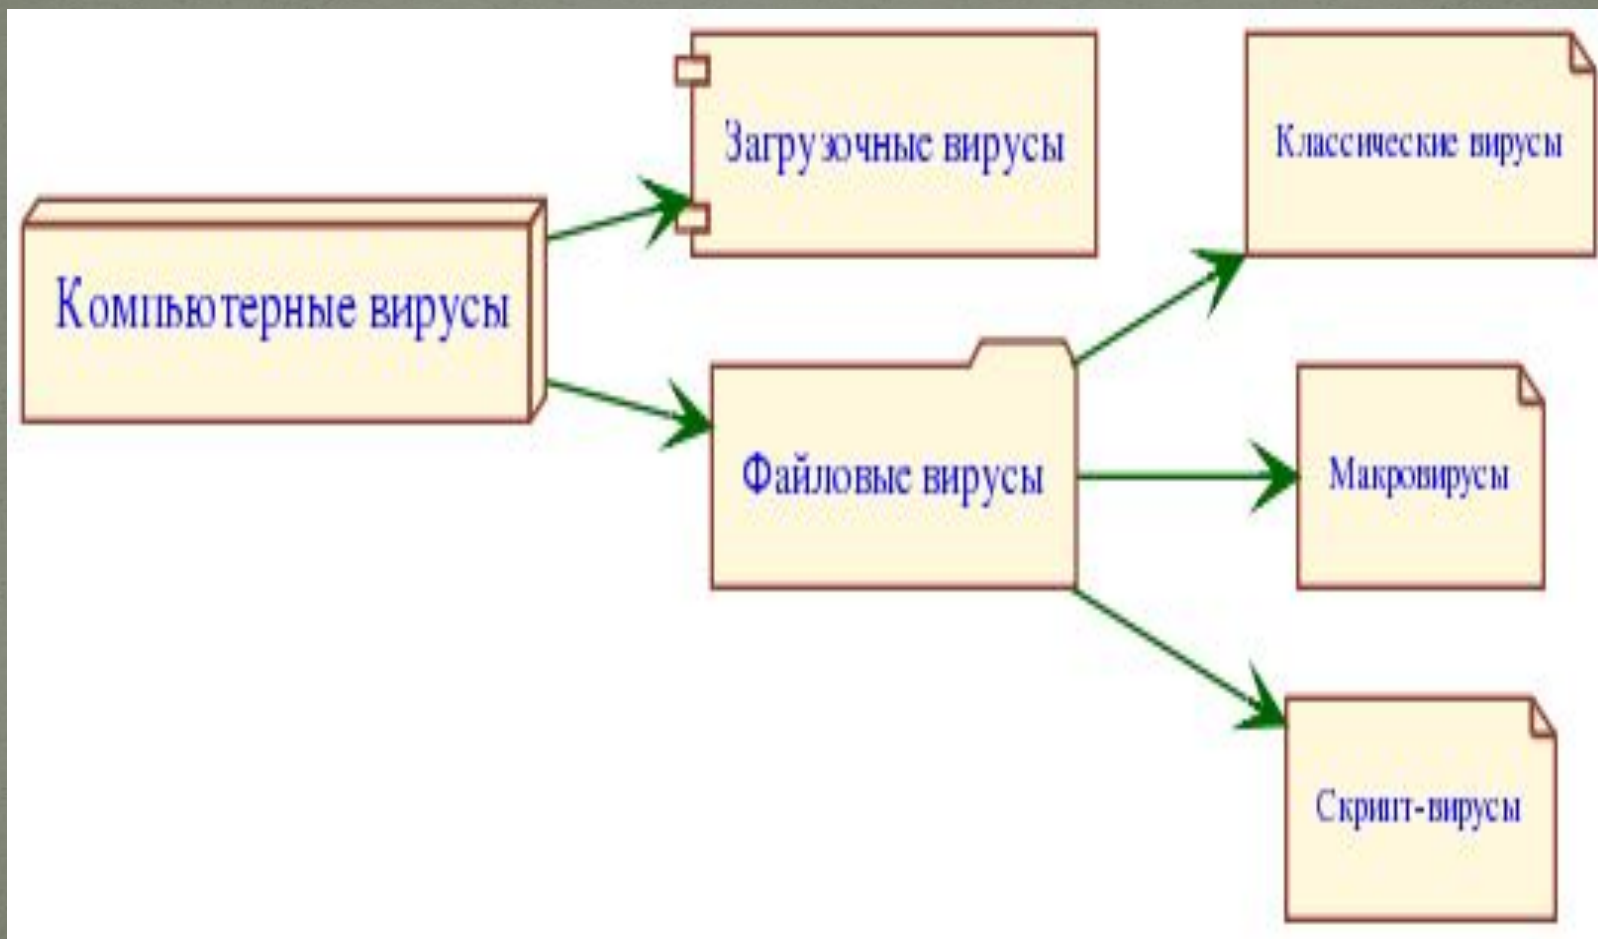 Компьютерные вирусы
Загрузочные вирусы
Файловые вирусы
Классические вирусы
Макровирусы
Скрипт-вирусы